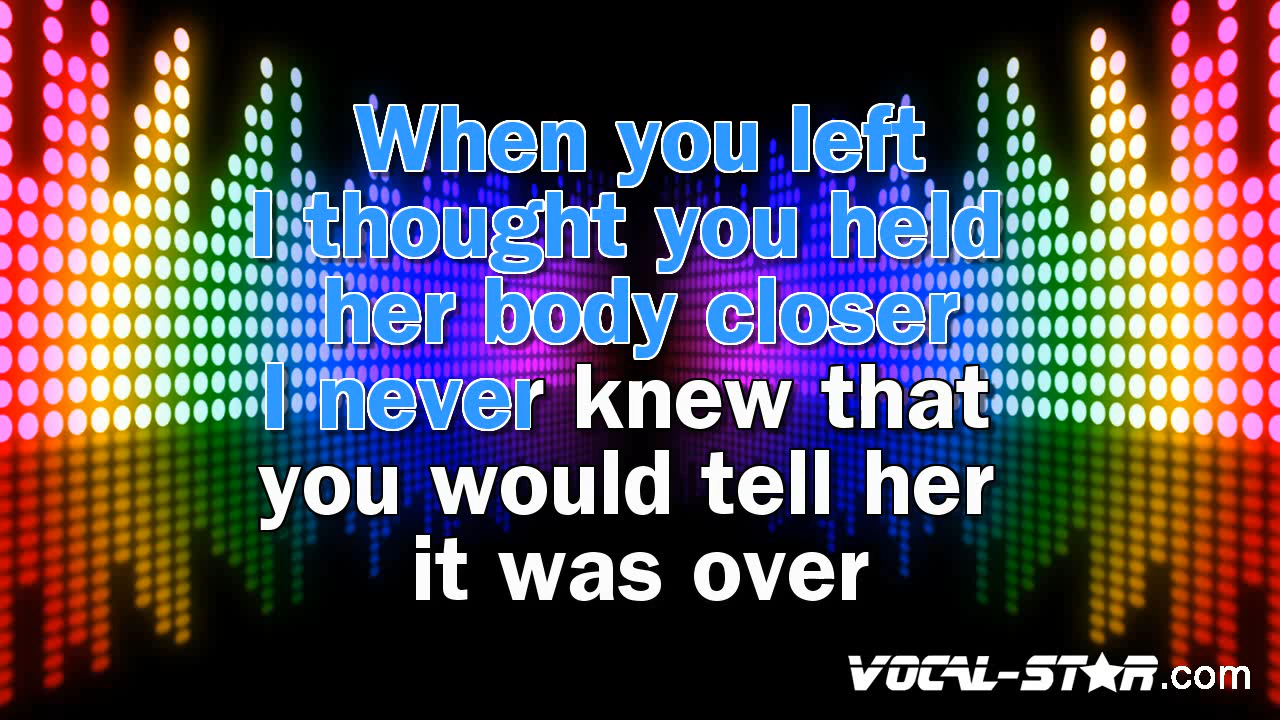 When you left
I thought you held
her body closer
I never knew that
you would tell her
it was over
VOCAL-STAR.com